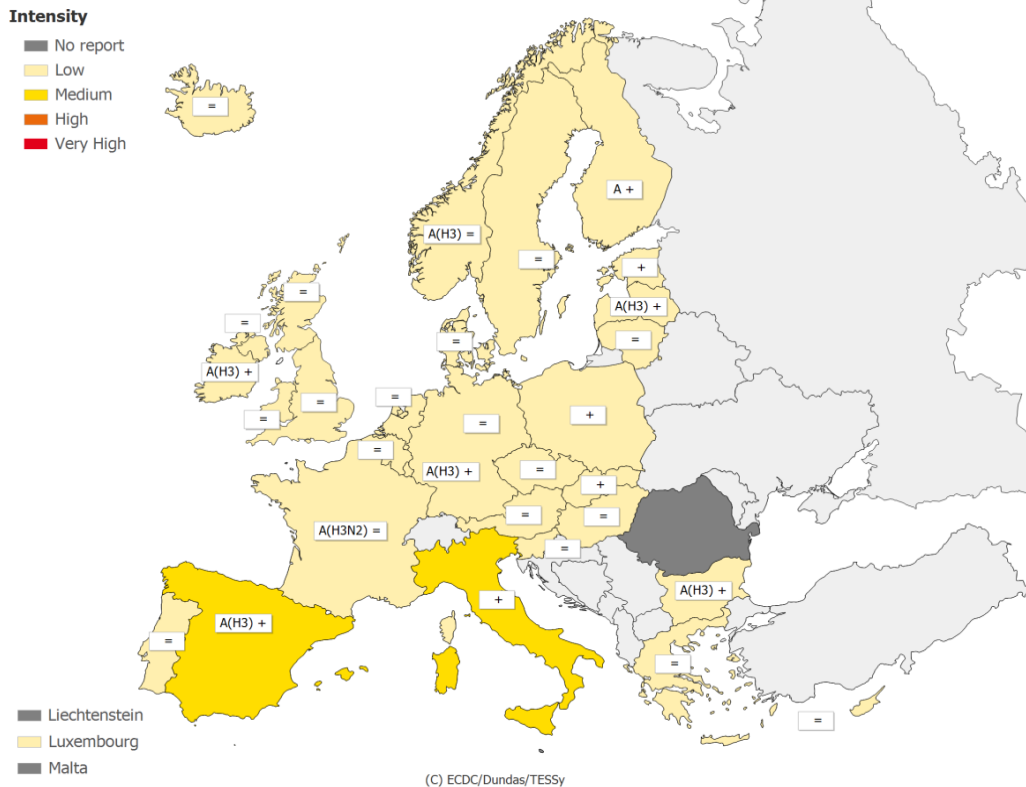 Intensity
No report
Low
Medium
High
Very High
=
A +
A(H3) =
=
+
=
A(H3) +
=
=
=
A(H3) +
=
=
=
+
=
=
=
A(H3) +
+
=
=
A(H3N2) =
=
A(H3) +
+
A(H3) +
=
=
=
Liechtenstein
Luxembourg
Malta
(C) ECDC/Dundas/TESSy